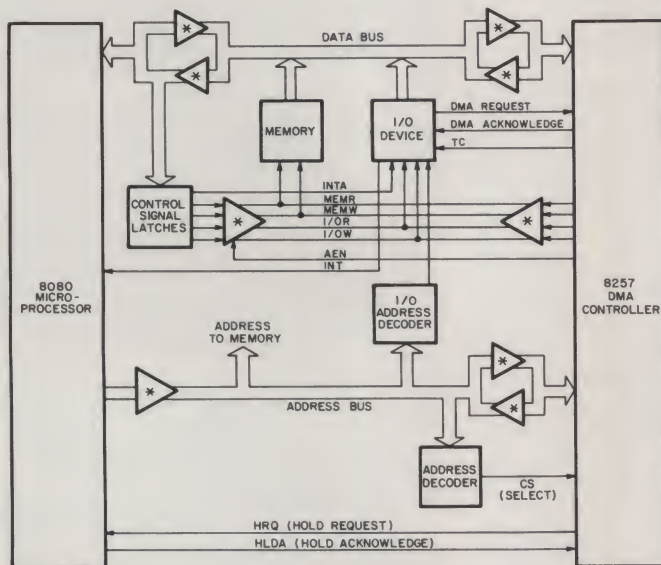 DATA BUS
MEMORY
I/O
DEVICE
DMA REQUEST
DMA ACKNOWLEDGE
TC
CONTROL
SIGNAL
LATCHES
*
*
*
*
*
*
INTA
MEMR
MEMW
I/OR
I/OW
AEN
INT
8080
MICRO-
PROCESSOR
8257
DMA
CONTROLLER
I/O
ADDRESS
DECODER
ADDRESS
TO MEMORY
*
*
*
ADDRESS BUS
ADDRESS
DECODER
CS
(SELECT)
HRQ (HOLD REQUEST)
HLDA (HOLD ACKNOWLEDGE)